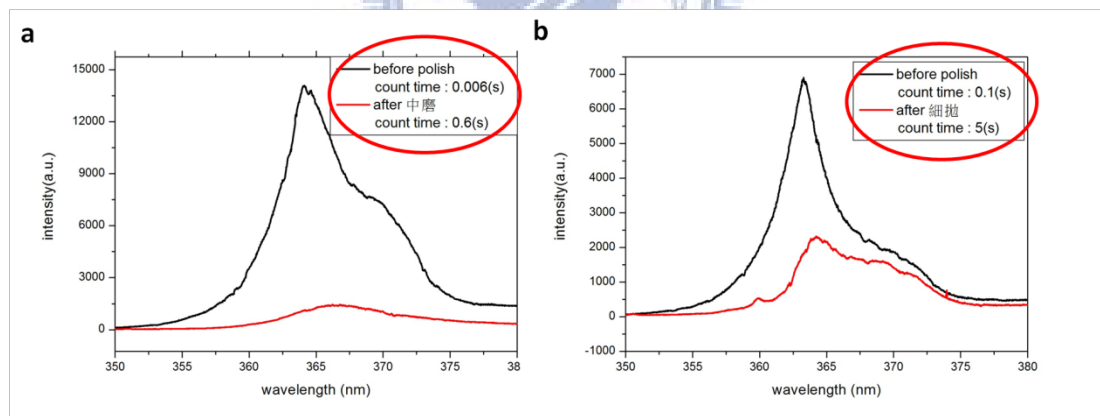 a
before polish
count time : 0.006(s)
after 中磨
count time : 0.6(s)
15000
12000
9000
6000
3000
0
intensity(a.u.)
350
355
360
365
370
375
38
wavelength (nm)
b
before polish
count time : 0.1(s)
after 細拋
count time : 5(s)
7000
6000
5000
4000
3000
2000
1000
0
-1000
intensity(a.u.)
350
355
360
365
370
375
380
wavelength (nm)